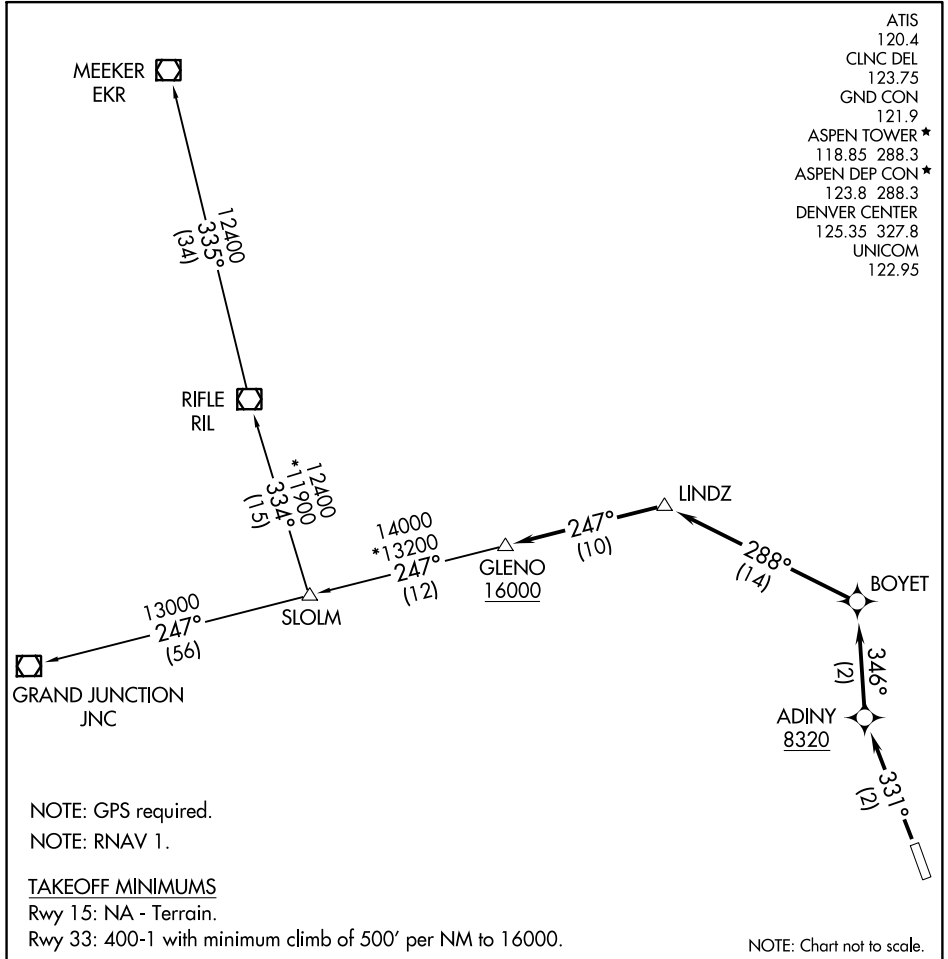 ATIS
120.4
CLNC DEL
123.75
GND CON
121.9
ASPEN TOWER★
118.85 288.3
ASPEN DEP CON★
123.8 288.3
DENVER CENTER
125.35 327.8
UNICOM
122.95
MEEKER
EKR
12400
335°
(34)
RIFLE
RIL
12400
*11900
334°
(15)
LINDZ
14000
*13200
247°
(12)
247°
(10)
GLENO
16000
288°
(14)
BOYET
SLOLM
13000
247°
(56)
GRAND JUNCTION
JNC
346°
(2)
ADINY
8320
331°
(2)
NOTE: GPS required.
NOTE: RNAV 1.
TAKEOFF MINIMUMS
Rwy 15: NA - Terrain.
Rwy 33: 400-1 with minimum climb of 500' per NM to 16000.
NOTE: Chart not to scale.